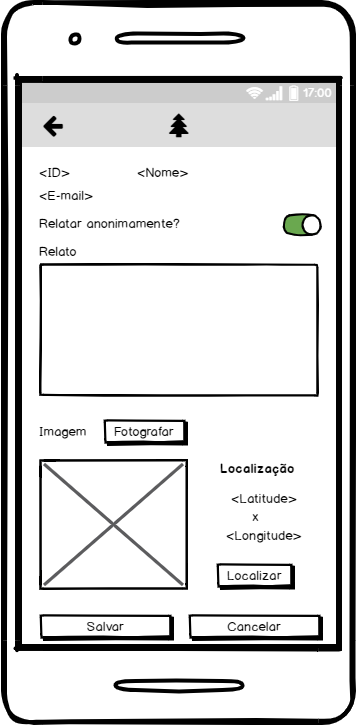 17:00
<ID> <Nome>
<E-mail>
Relatar anonimamente?
Relato
Imagem Fotografar
Localização
<Latitude>
x
<Longitude>
Localizar
Salvar Cancelar